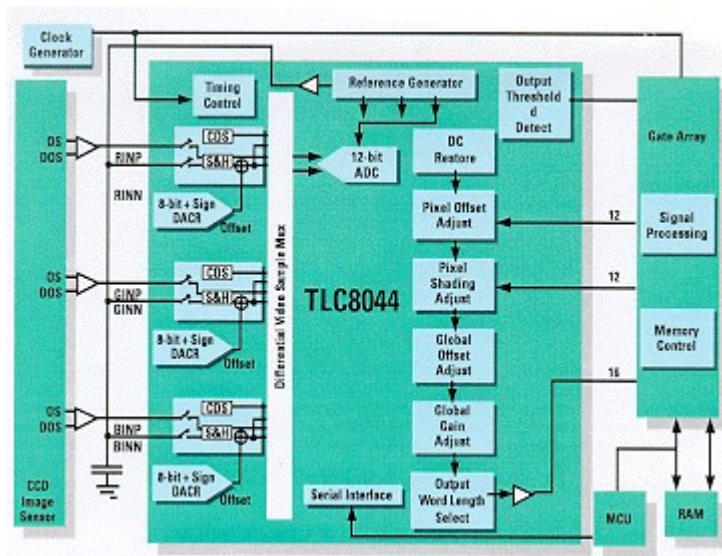 Clock
Generator
Timing
Control
Reference Generator
Output
Threshol
d
Detect
Gate Array
OS
DOS
CDS
S&H
RINP
RINN
8-bit + Sign
DACR
Offset
12-bit
ADC
DC
Restore
Pixel Offset
Adjust
12
Signal
Processing
OS
DOS
CDS
S&H
GINP
GINN
8-bit + Sign
DACR
Offset
Differential Video Sample Mux
TLC8044
Pixel
Shading
Adjust
12
Global
Offset
Adjust
Memory
Control
16
OS
DOS
CDS
S&H
BINP
BINN
8-bit + Sign
DACR
Offset
Global
Gain
Adjust
Output
Word Length
Select
Serial Interface
CCD
Image
Sensor
MCU
RAM